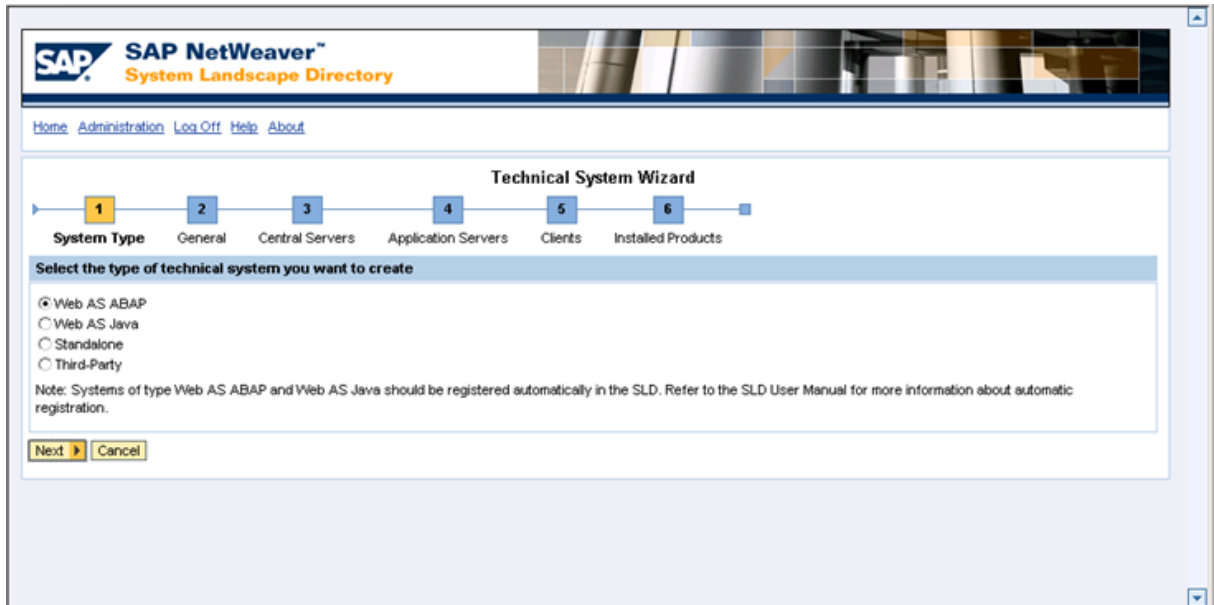 SAP
SAP NetWeaver™
System Landscape Directory
Home Administration Log Off Help About
Technical System Wizard
1 2 3 4 5 6
System Type General Central Servers Application Servers Clients Installed Products
Select the type of technical system you want to create
Web AS ABAP
Web AS Java
Standalone
Third-Party
Note: Systems of type Web AS ABAP and Web AS Java should be registered automatically in the SLD. Refer to the SLD User Manual for more information about automatic
registration.
Next Cancel